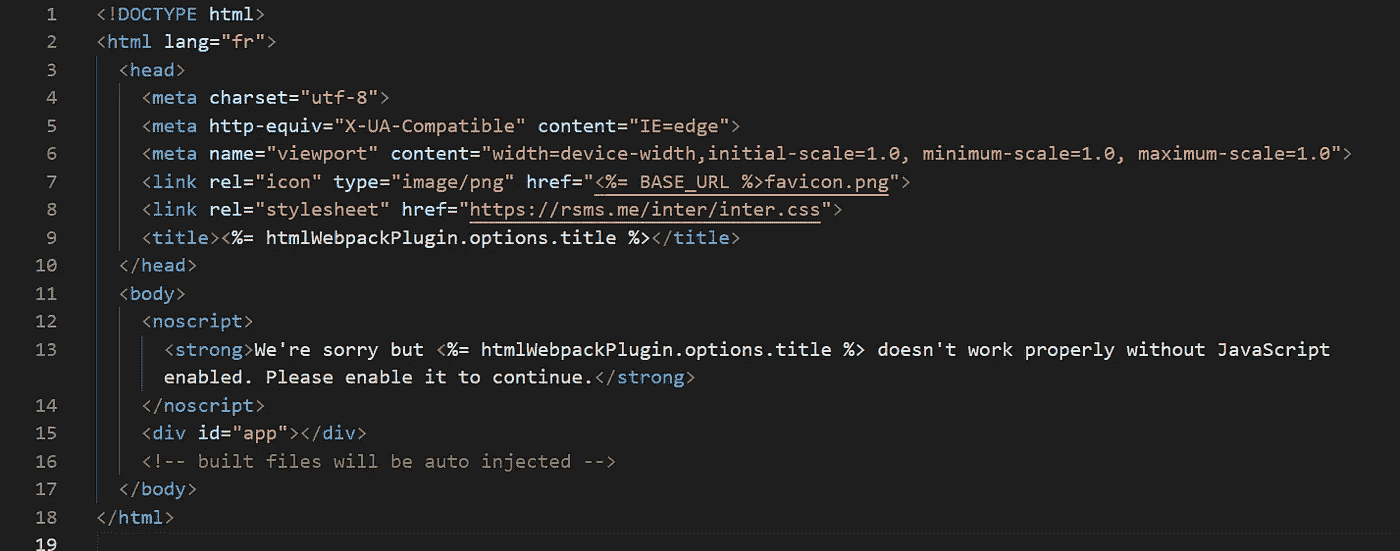 1 <!DOCTYPE html>
2 <html lang="fr">
3 <head>
4 <meta charset="utf-8">
5 <meta http-equiv="X-UA-Compatible" content="IE=edge">
6 <meta name="viewport" content="width=device-width,initial-scale=1.0, minimum-scale=1.0, maximum-scale=1.0">
7 <link rel="icon" type="image/png" href="<%= BASE_URL %>favicon.png">
8 <link rel="stylesheet" href="https://rsms.me/inter/inter.css">
9 <title><%= htmlWebpackPlugin.options.title %></title>
10 </head>
11 <body>
12 <noscript>
13 <strong>We're sorry but <%= htmlWebpackPlugin.options.title %> doesn't work properly without JavaScript
enabled. Please enable it to continue.</strong>
14 </noscript>
15 <div id="app"></div>
16 <!-- built files will be auto injected -->
17 </body>
18 </html>
19